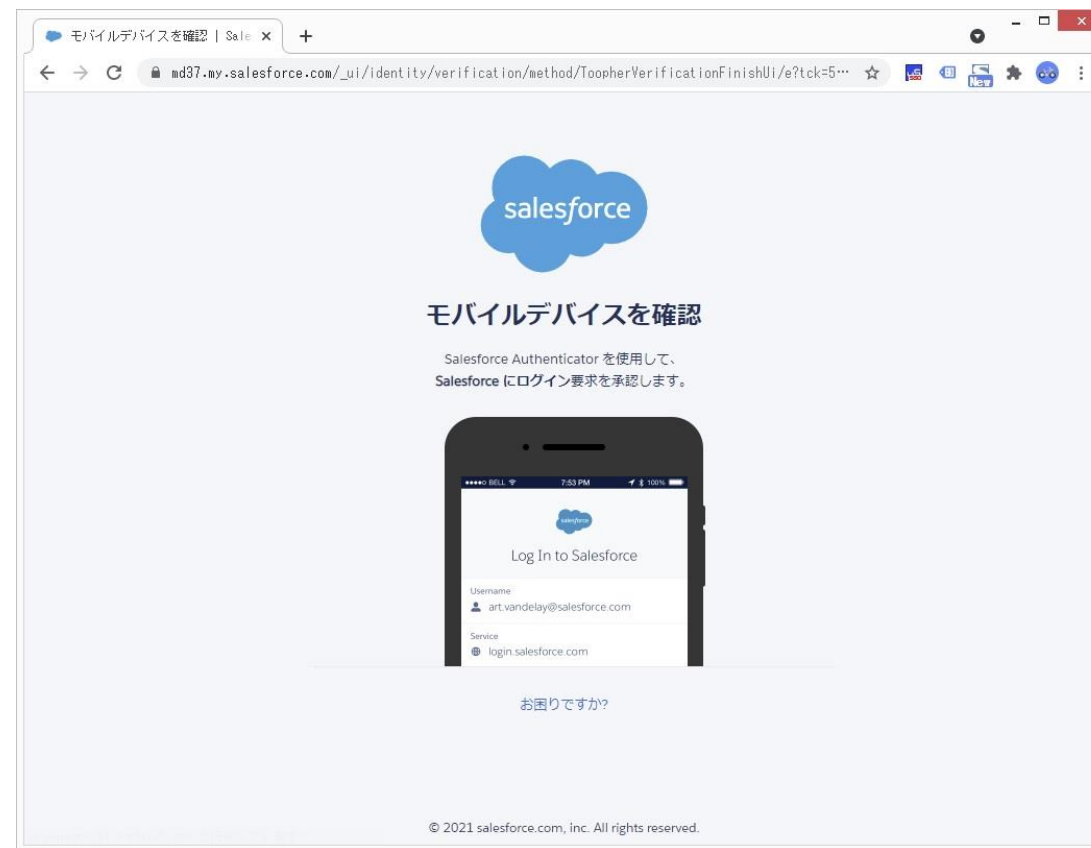 モバイルデバイスを確認 | Sale
md37.my.salesforce.com/_ui/identity/verification/method/ToopherVerificationFinishUi/e?tck=5…
New
salesforce
モバイルデバイスを確認
Salesforce Authenticator を使用して、
Salesforce にログイン要求を承認します。
BELL 7:53 PM 100%
salesforce
Log In to Salesforce
Username
art.vandelay@salesforce.com
Service
login.salesforce.com
お困りですか?
© 2021 salesforce.com, inc. All rights reserved.